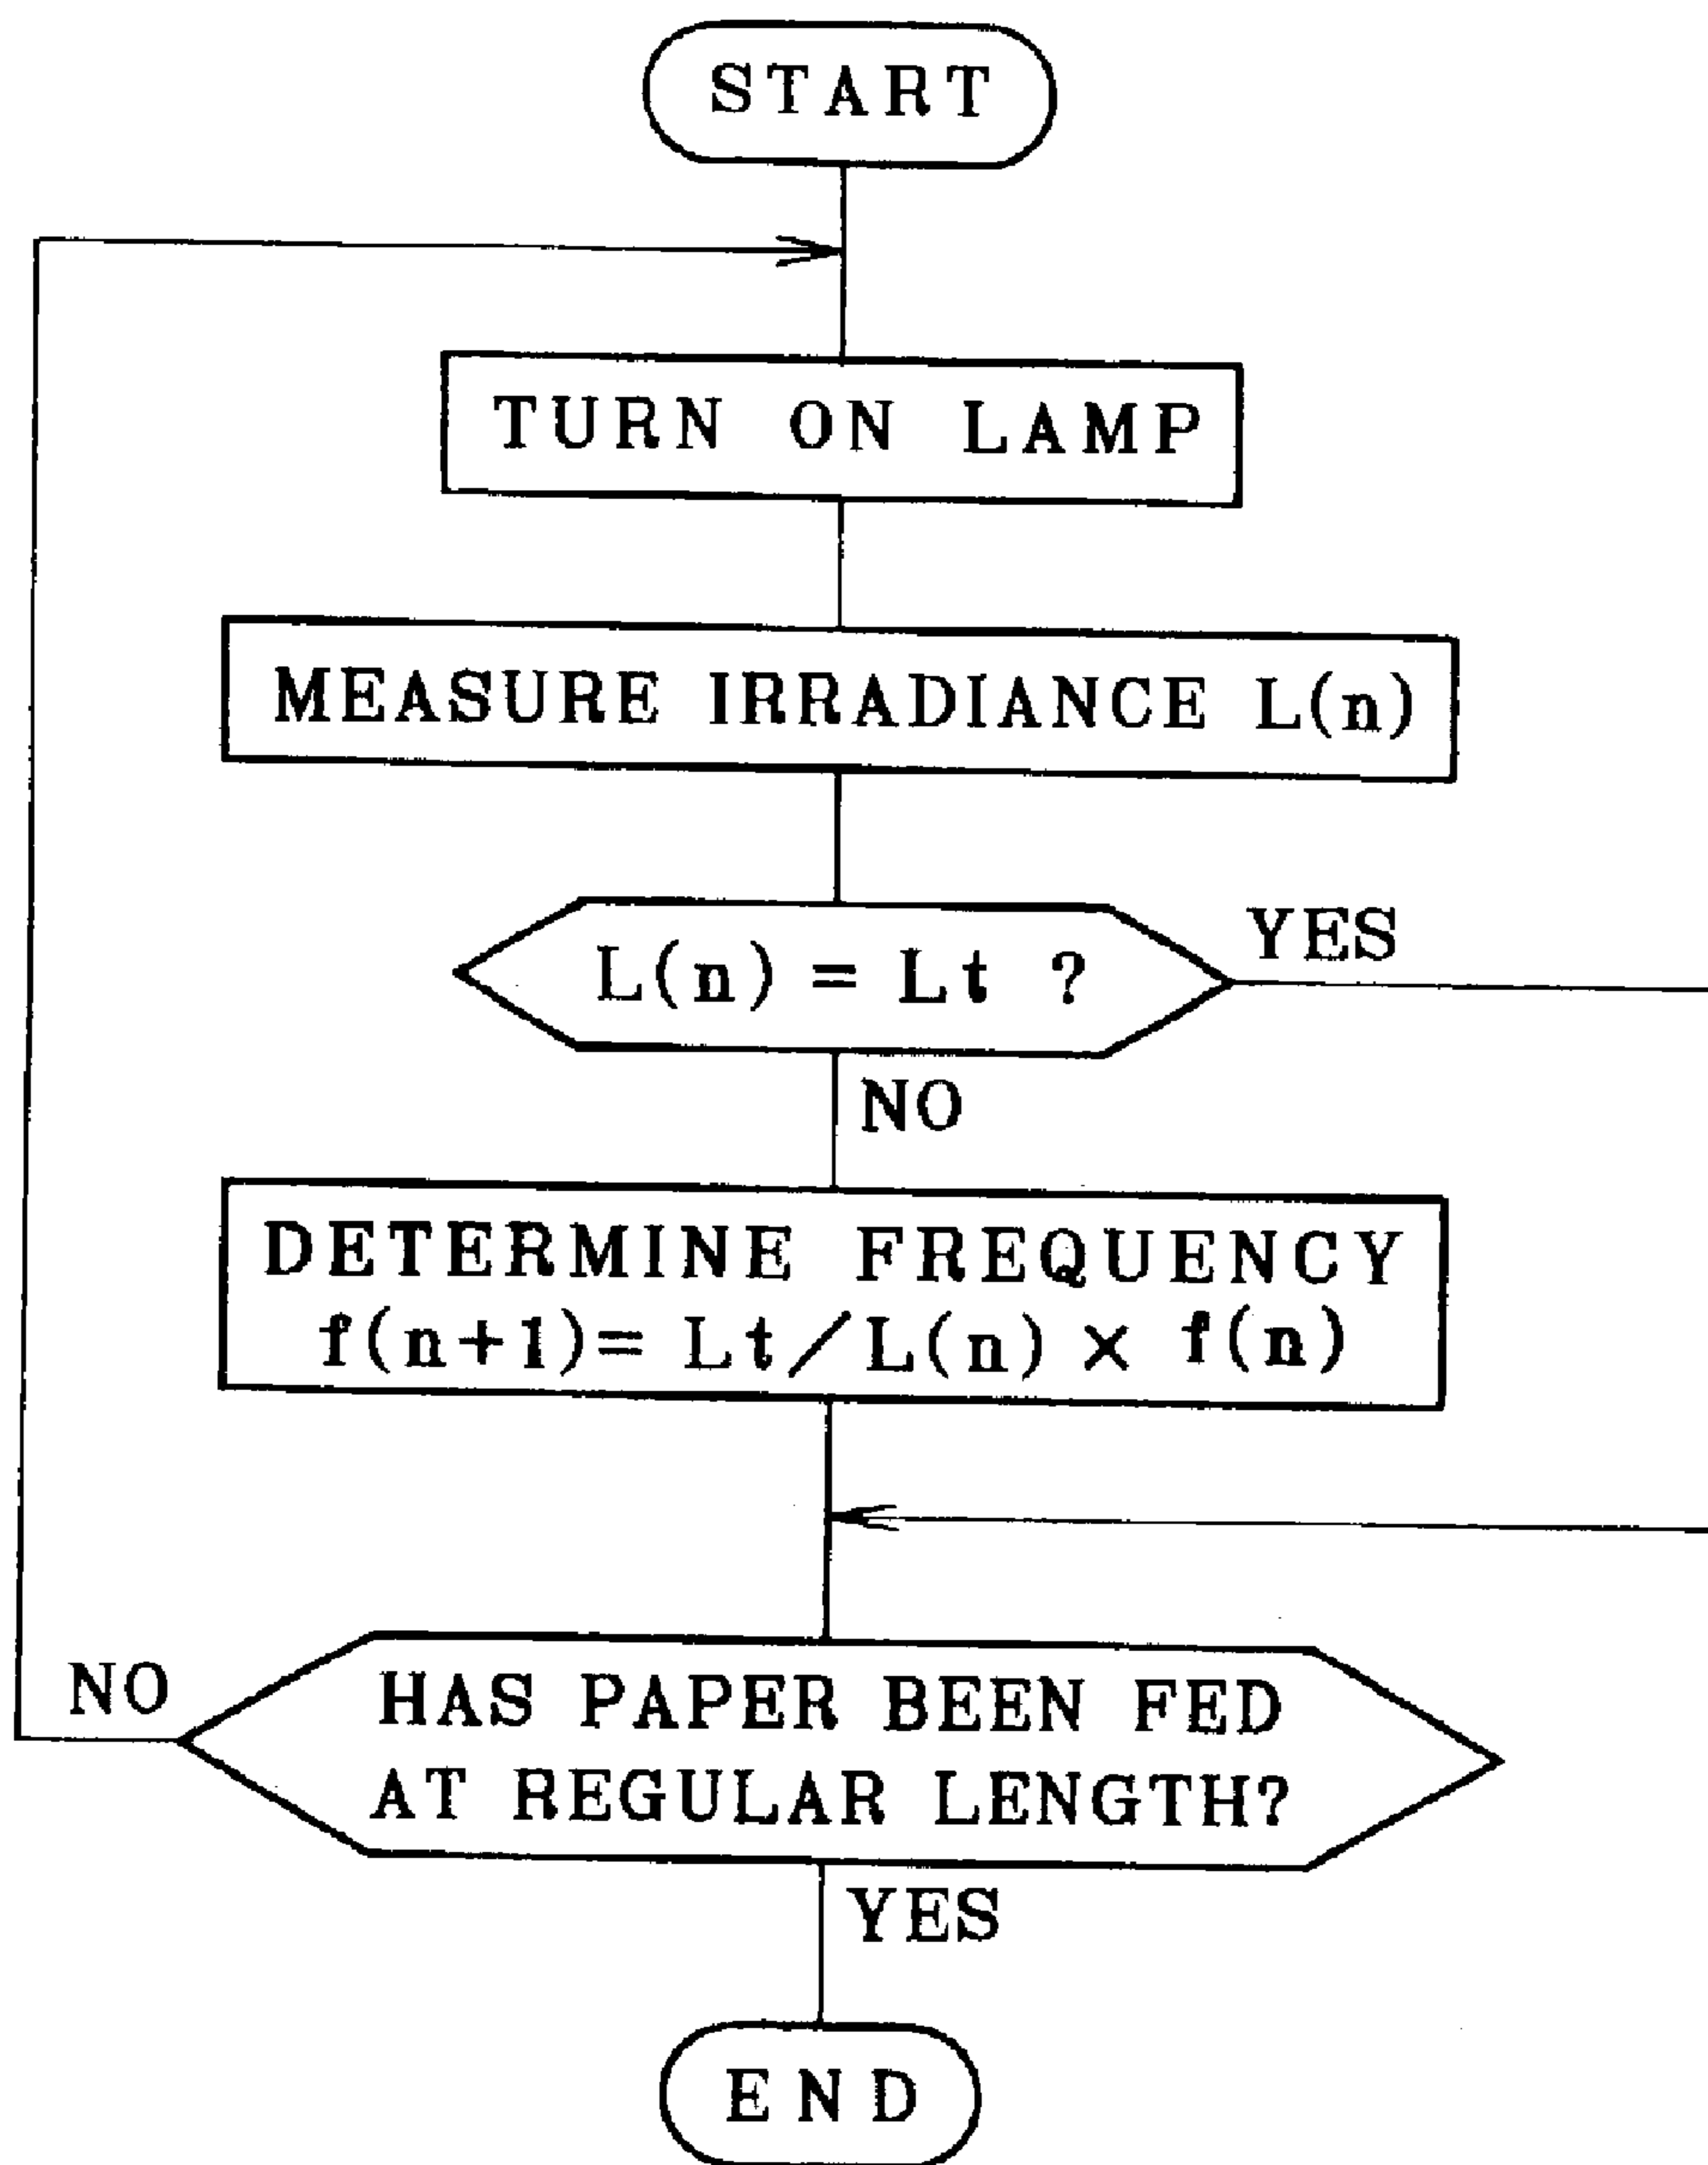 START
TURN ON LAMP
MEASURE IRRADIANCE L(n)
L(n) = Lt ?
YES
NO
DETERMINE FREQUENCY
f(n+1)= Lt/L(n) × f(n)
NO
HAS PAPER BEEN FED
AT REGULAR LENGTH?
YES
END